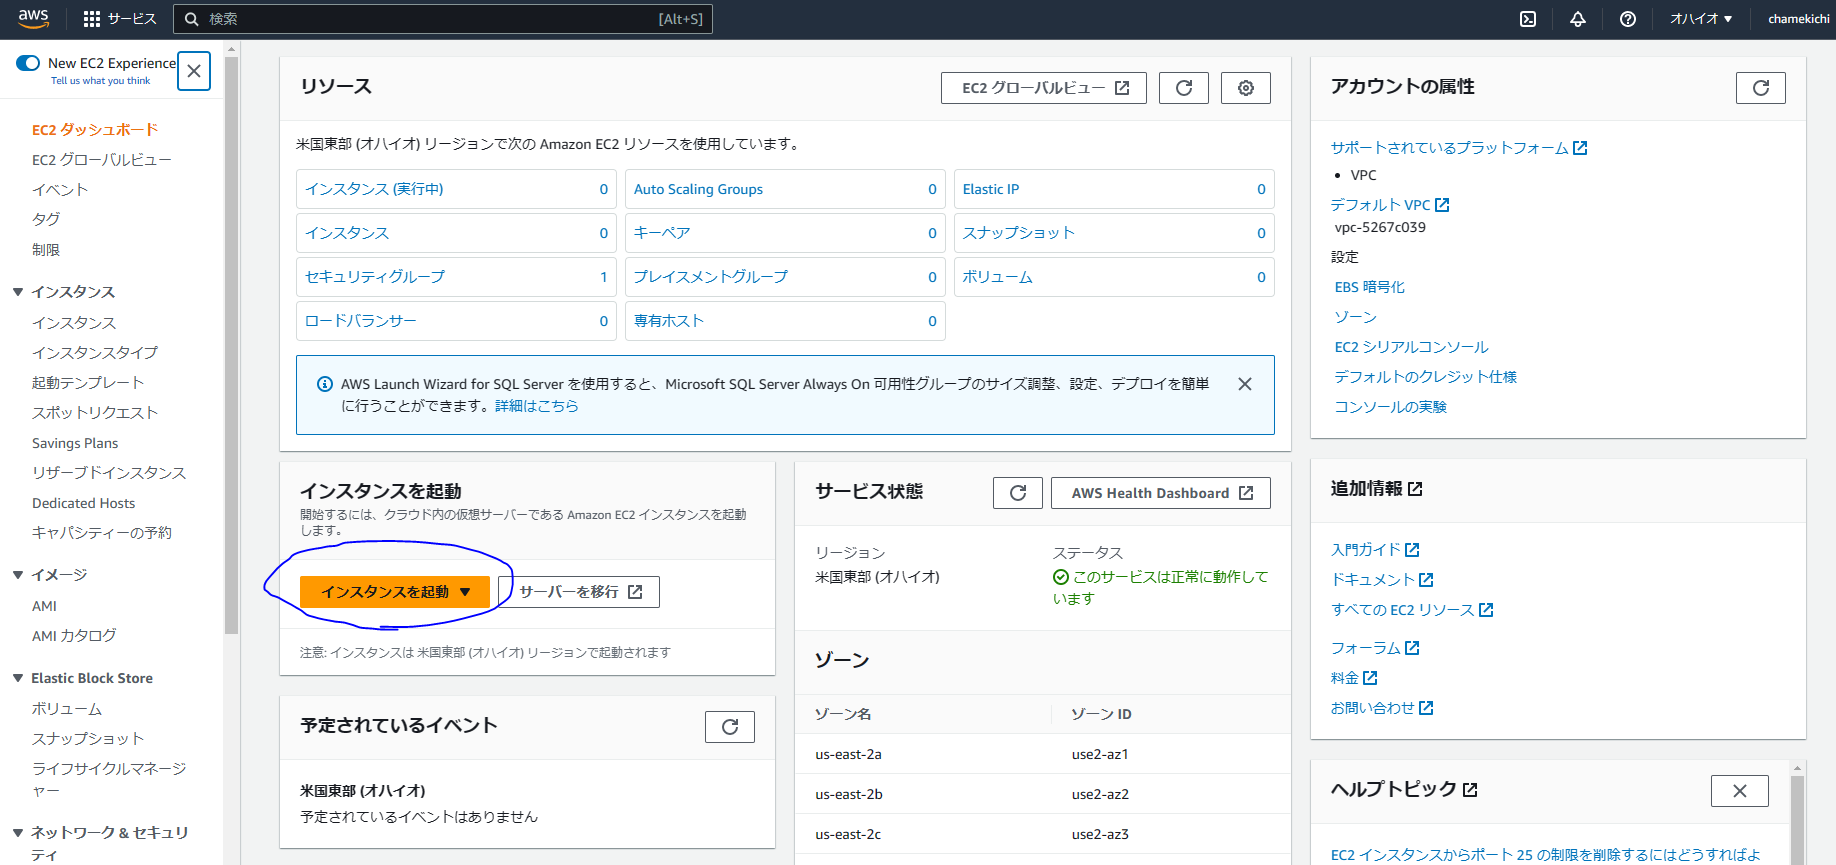 aws
サービス
検索
[Alt+S]
オハイオ ▼
chamekichi
New EC2 Experience
Tell us what you think
EC2 ダッシュボード
EC2 グローバルビュー
イベント
タグ
制限
▼ インスタンス
インスタンス
インスタンスタイプ
起動テンプレート
スポットリクエスト
Savings Plans
リザーブドインスタンス
Dedicated Hosts
キャパシティーの予約
▼ イメージ
AMI
AMI カタログ
▼ Elastic Block Store
ボリューム
スナップショット
ライフサイクルマネージ
ャー
▼ ネットワーク & セキュリ
ティ
リソース
EC2 グローバルビュー
米国東部 (オハイオ) リージョンで次の Amazon EC2 リソースを使用しています。
インスタンス (実行中) 0
Auto Scaling Groups 0
Elastic IP 0
インスタンス 0
キーペア 0
スナップショット 0
セキュリティグループ 1
プレイスメントグループ 0
ボリューム 0
ロードバランサー 0
専有ホスト 0
AWS Launch Wizard for SQL Server を使用すると、Microsoft SQL Server Always On 可用性グループのサイズ調整、設定、デプロイを簡単
に行うことができます。詳細はこちら
インスタンスを起動
開始するには、クラウド内の仮想サーバーである Amazon EC2 インスタンスを起動
します。
インスタンスを起動 ▼
サーバーを移行
注意: インスタンスは 米国東部 (オハイオ) リージョンで起動されます
予定されているイベント
米国東部 (オハイオ)
予定されているイベントはありません
サービス状態
AWS Health Dashboard
リージョン
米国東部 (オハイオ)
ステータス
このサービスは正常に動作して
います
ゾーン
ゾーン名
ゾーン ID
us-east-2a
use2-az1
us-east-2b
use2-az2
us-east-2c
use2-az3
アカウントの属性
サポートされているプラットフォーム
• VPC
デフォルト VPC
vpc-5267c039
設定
EBS 暗号化
ゾーン
EC2 シリアルコンソール
デフォルトのクレジット仕様
コンソールの実験
追加情報
入門ガイド
ドキュメント
すべての EC2 リソース
フォーラム
料金
お問い合わせ
ヘルプトピック
EC2 インスタンスからポート 25 の制限を削除するにはどうすればよ